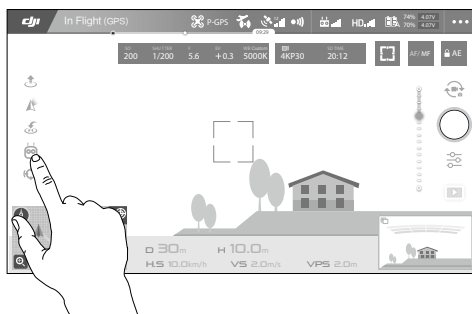 dji In Flight (GPS) P-GPS HD 74% 4.07V 70% 4.07V
09:29
ISO SHUTTER F EV WB Custom SD TIME
200 1/200 5.6 +0.3 5000K 4KP30 20:12 AF/MF AE
D 30m H 10.0m
H.S 10.0km/h VS 2.0m/s VPS 2.0m